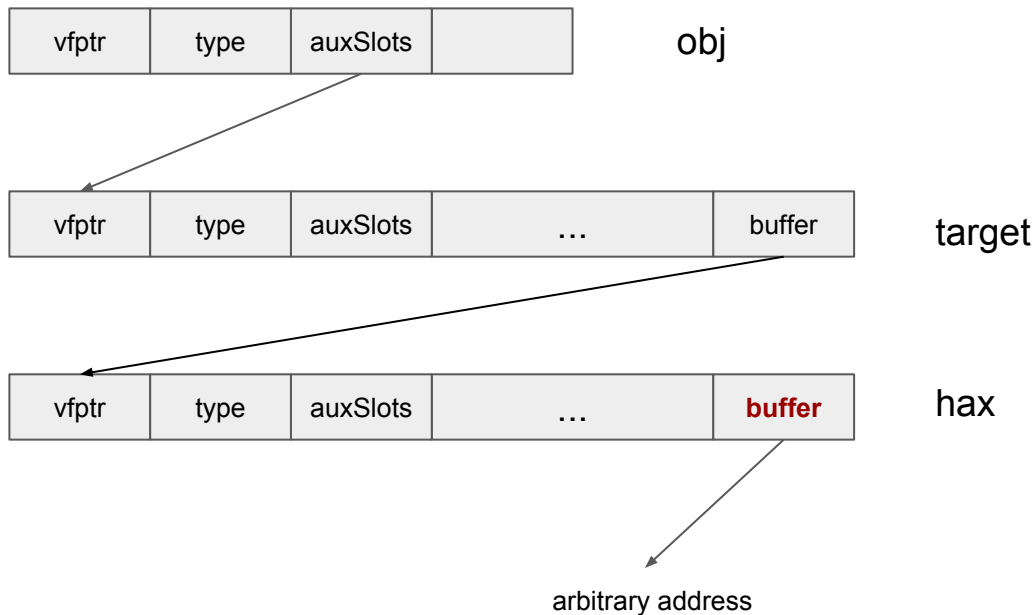 vfptr type auxSlots obj
vfptr type auxSlots ... buffer target
vfptr type auxSlots ... buffer hax
arbitrary address